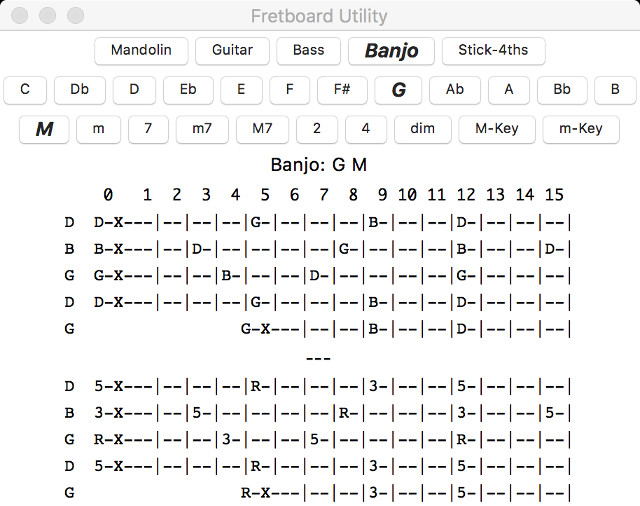 Fretboard Utility
Mandolin Guitar Bass Banjo Stick-4ths
C Db D Eb E F F# G Ab A Bb B
M m 7 m7 M7 2 4 dim M-Key m-Key
Banjo: G M
0 1 2 3 4 5 6 7 8 9 10 11 12 13 14 15
D D-X---|--|--|--|G-|--|--|--|B-|--|--|D-|--|--|--|
B B-X---|--|D-|--|--|--|--|G-|--|--|--|B-|--|--|D-|
G G-X---|--|--|B-|--|--|D-|--|--|--|--|G-|--|--|--|
D D-X---|--|--|--|G-|--|--|--|B-|--|--|D-|--|--|--|
G G-X---|--|--|--|B-|--|--|D-|--|--|--|
---
D 5-X---|--|--|--|R-|--|--|--|3-|--|--|5-|--|--|--|
B 3-X---|--|5-|--|--|--|--|R-|--|--|--|3-|--|--|5-|
G R-X---|--|--|3-|--|--|5-|--|--|--|--|R-|--|--|--|
D 5-X---|--|--|--|R-|--|--|--|3-|--|--|5-|--|--|--|
G R-X---|--|--|--|3-|--|--|5-|--|--|--|